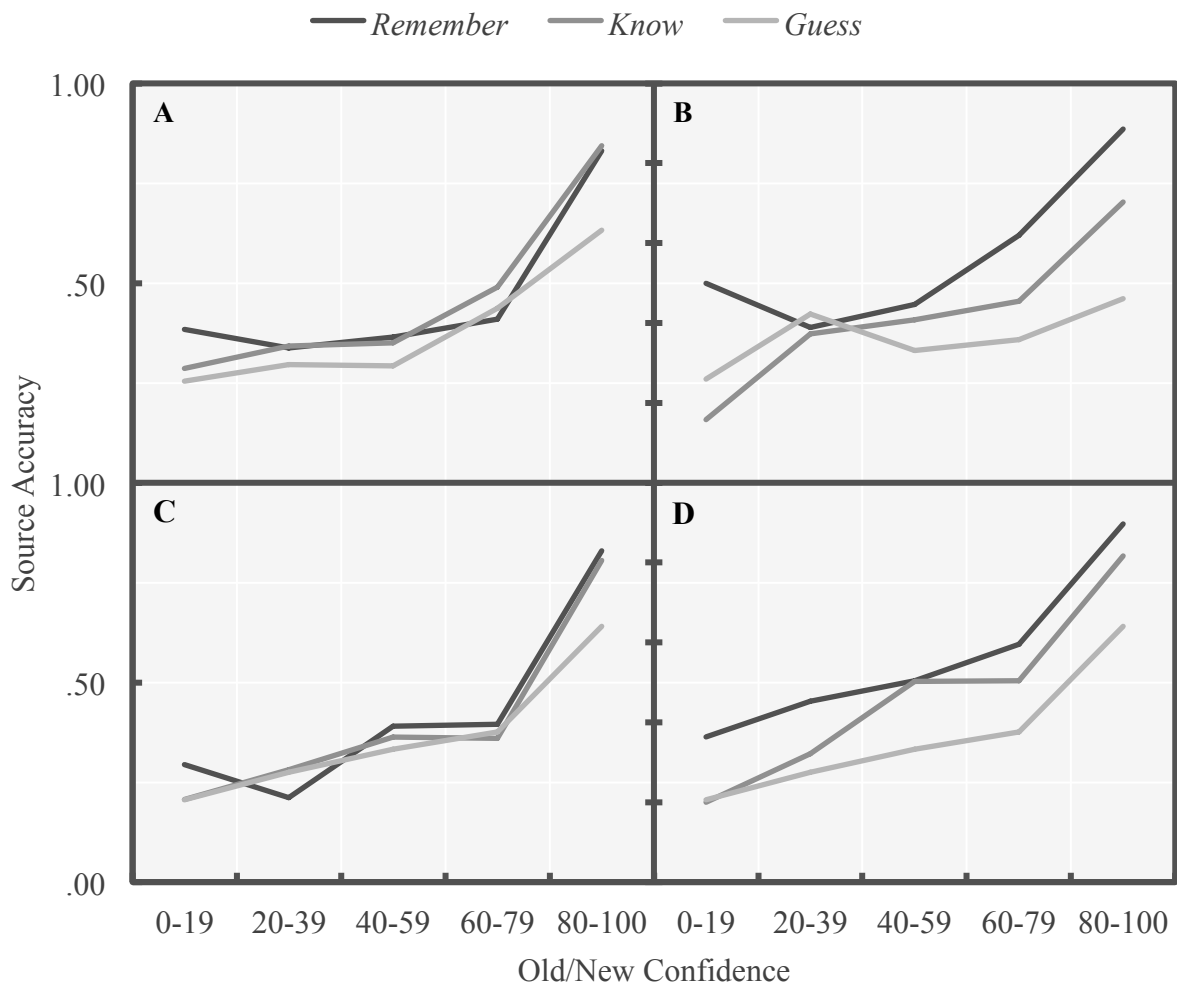 Remember Know Guess
1.00
A
B
.50
Source Accuracy
1.00
C
D
.50
.00
0-19 20-39 40-59 60-79 80-100 0-19 20-39 40-59 60-79 80-100
Old/New Confidence